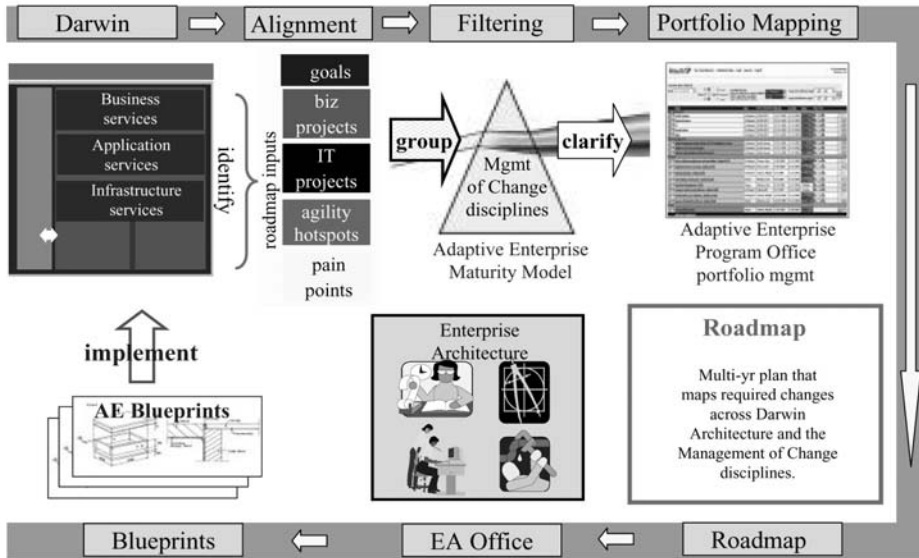 Darwin
Alignment
Filtering
Portfolio Mapping
Business
services
Application
services
Infrastructure
services
identify
roadmap inputs
goals
biz
projects
IT
projects
agility
hotspots
pain
points
group
Mgmt
of Change
disciplines
clarify
Adaptive Enterprise
Maturity Model
Adaptive Enterprise
Program Office
portfolio mgmt
implement
AE Blueprints
Enterprise
Architecture
Roadmap
Multi-yr plan that
maps required changes
across Darwin
Architecture and the
Management of Change
disciplines.
Blueprints
EA Office
Roadmap